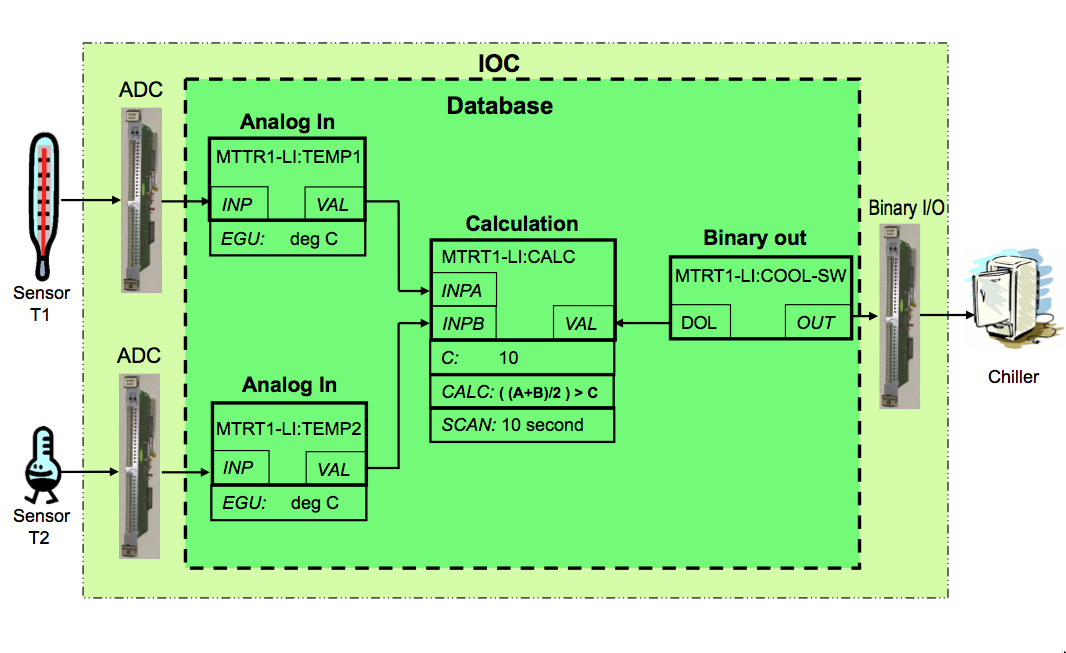 IOC
Database
ADC
Analog In
MTTR1-LI:TEMP1
INP
VAL
EGU: deg C
Sensor
T1
Calculation
MTRT1-LI:CALC
INPA
INPB
VAL
C: 10
CALC: ( (A+B)/2 ) > C
SCAN: 10 second
Binary out
MTRT1-LI:COOL-SW
DOL
OUT
Binary I/O
Chiller
ADC
Analog In
MTRT1-LI:TEMP2
INP
VAL
EGU: deg C
Sensor
T2